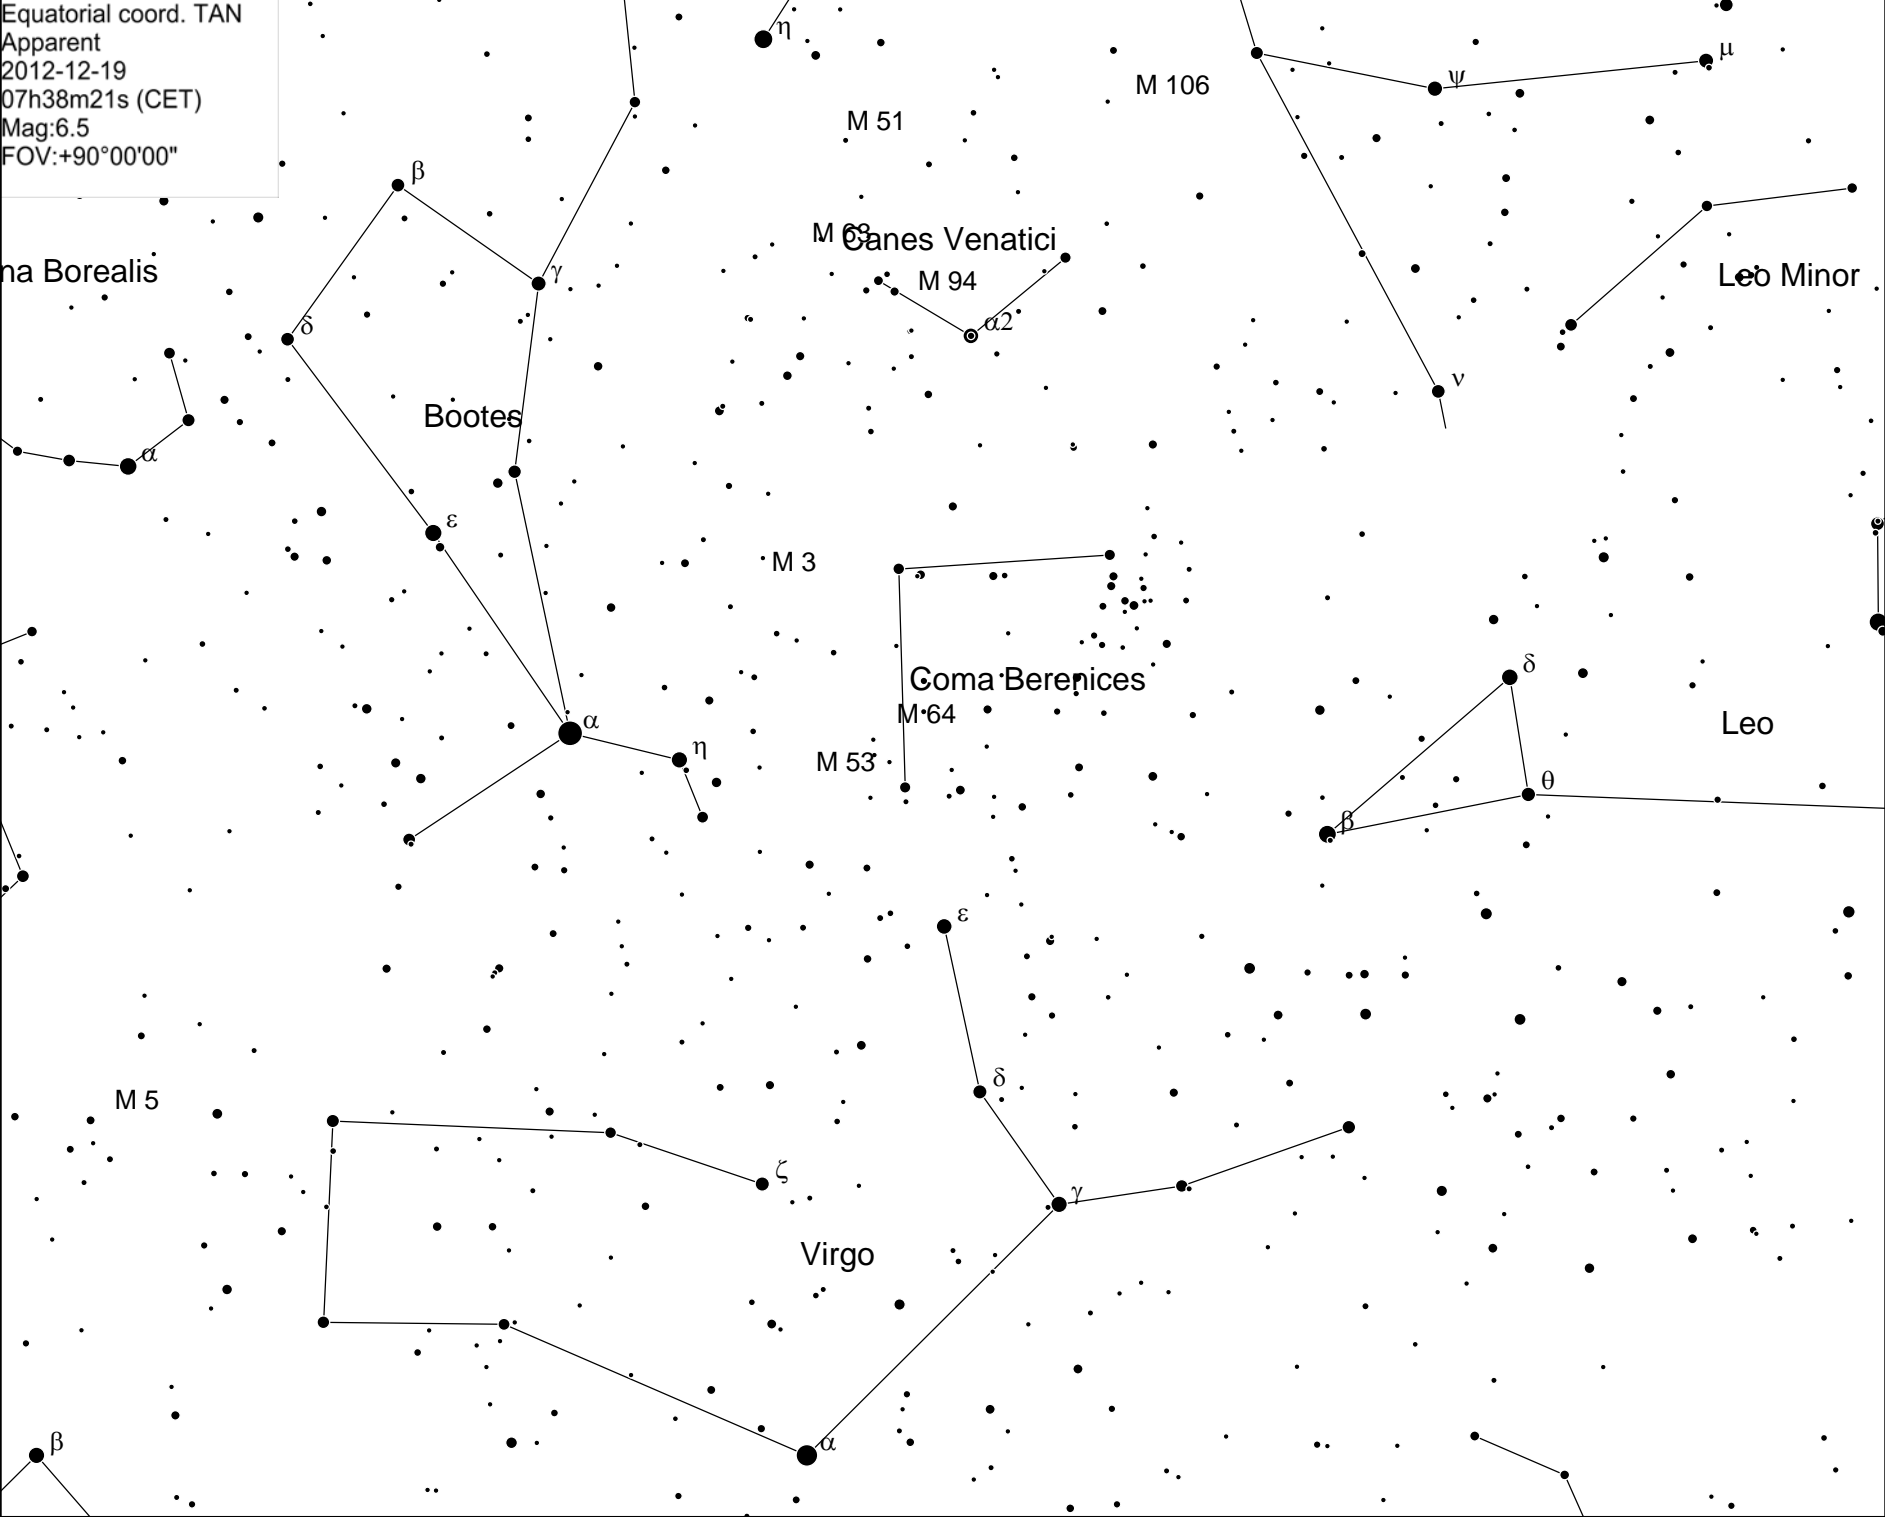 Equatorial coord. TAN
Apparent
2012-12-19
07h38m21s (CET)
Mag:6.5
FOV:+90°00'00"
η
μ
ψ
M 106
M 51
β
M 63
Canes Venatici
na Borealis
γ
M 94
Leo Minor
α2
δ
ν
Bootes
α
ε
M 3
δ
Coma Berenices
M 64
α
Leo
η
M 53
θ
β
ε
δ
M 5
ζ
γ
Virgo
β
α